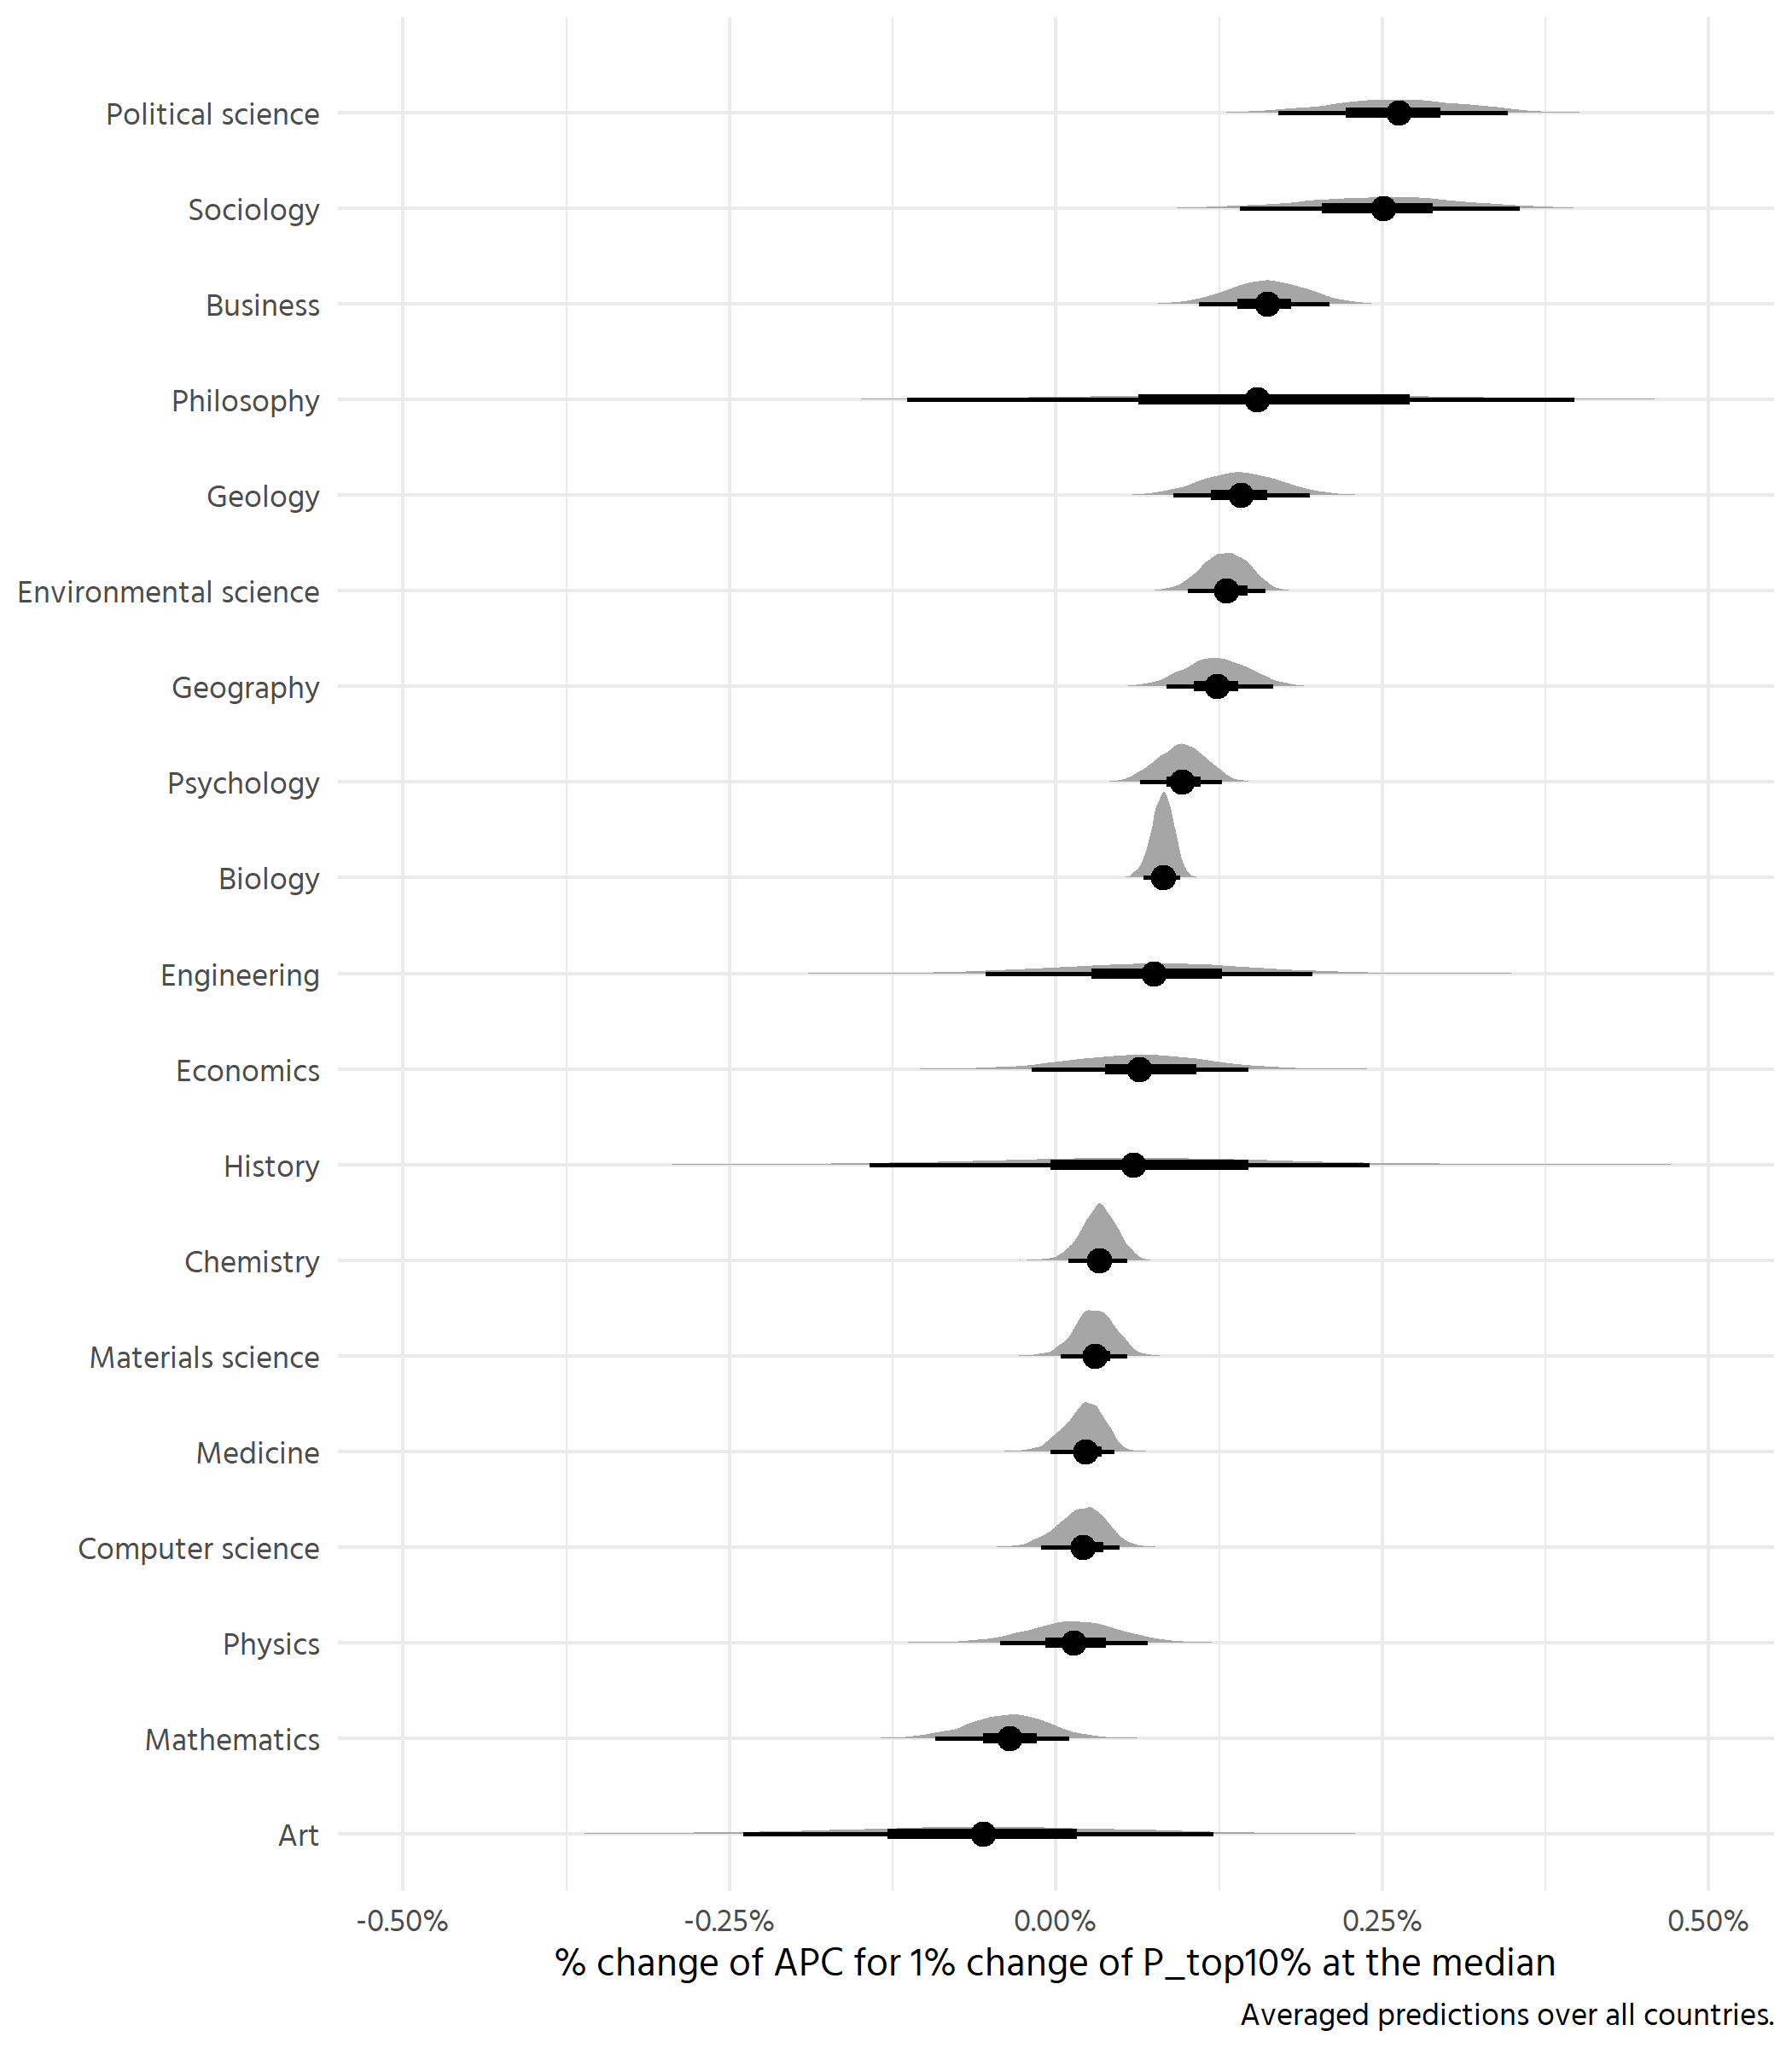 Political science
Sociology
Business
Philosophy
Geology
Environmental science
Geography
Psychology
Biology
Engineering
Economics
History
Chemistry
Materials science
Medicine
Computer science
Physics
Mathematics
Art
-0.50% -0.25% 0.00% 0.25% 0.50%
% change of APC for 1% change of P_top10% at the median
Averaged predictions over all countries.